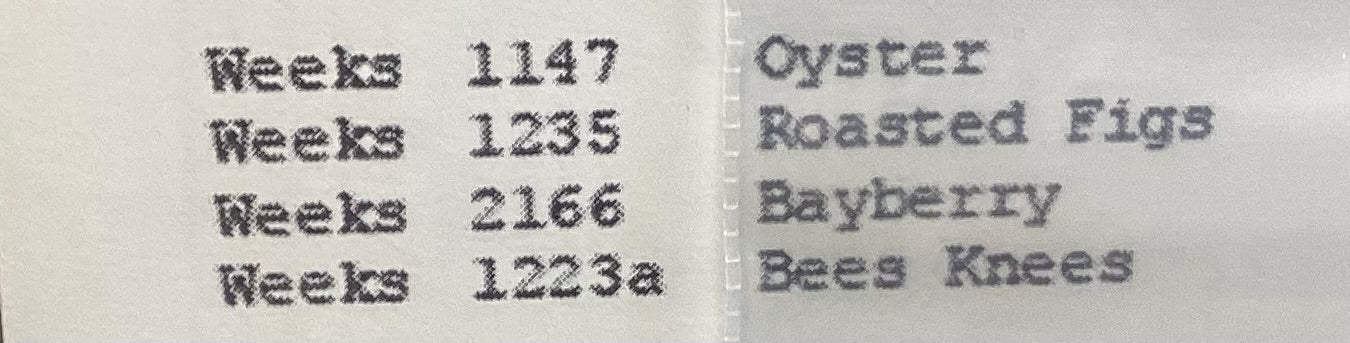 Weeks 1147 Oyster
Weeks 1235 Roasted Figs
Weeks 2166 Bayberry
Weeks 1223a Bees Knees